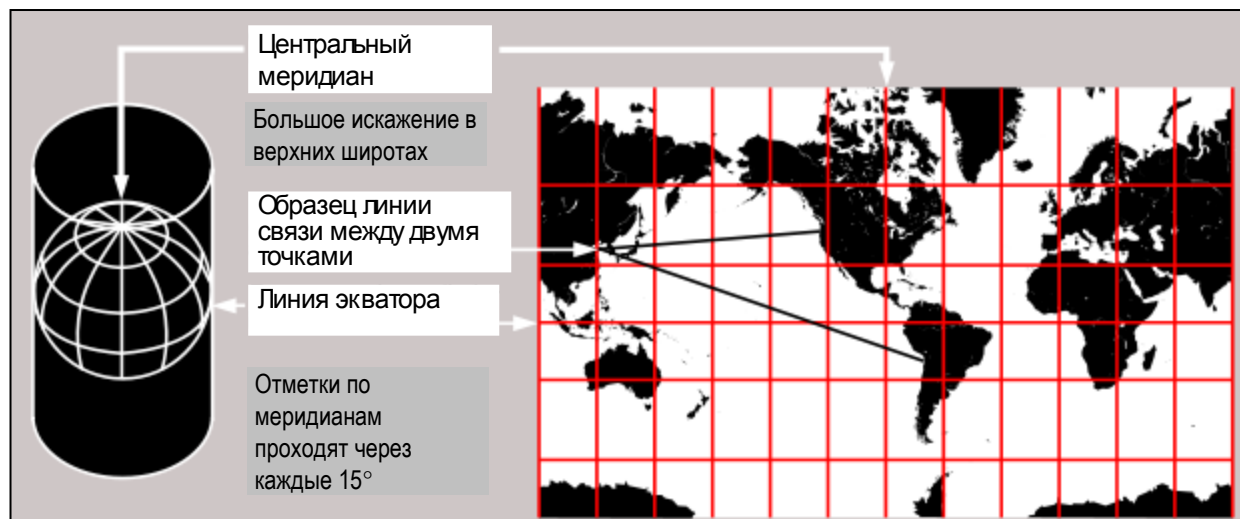 Центральный
меридиан
Большое искажение в
верхних широтах
Образец линии
связи между двумя
точками
Линия экватора
Отметки по
меридианам
проходят через
каждые 15°